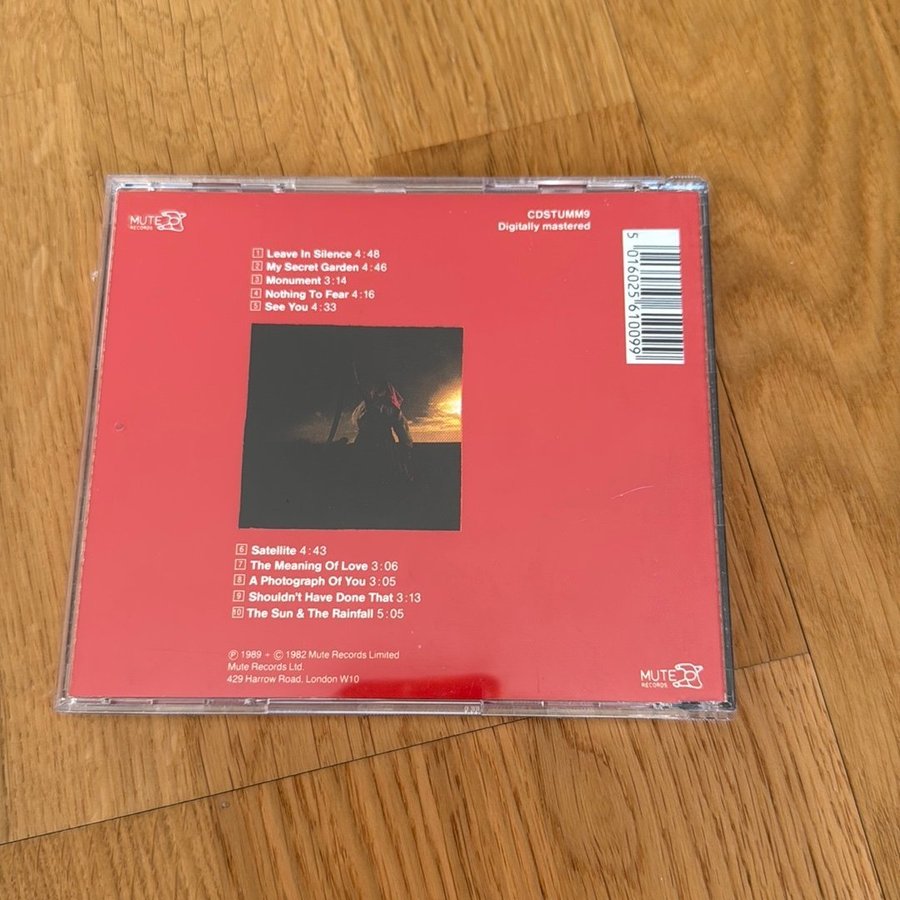 MUTE
RECORDS
CDSTUMM9
Digitally mastered
1 Leave In Silence 4:48
2 My Secret Garden 4:46
3 Monument 3:14
4 Nothing To Fear 4:16
5 See You 4:33
5 016025 610099
6 Satellite 4:43
7 The Meaning Of Love 3:06
8 A Photograph Of You 3:05
9 Shouldn't Have Done That 3:13
10 The Sun & The Rainfall 5:05
℗ 1989 + © 1982 Mute Records Limited
Mute Records Ltd.
429 Harrow Road, London W10
MUTE
RECORDS